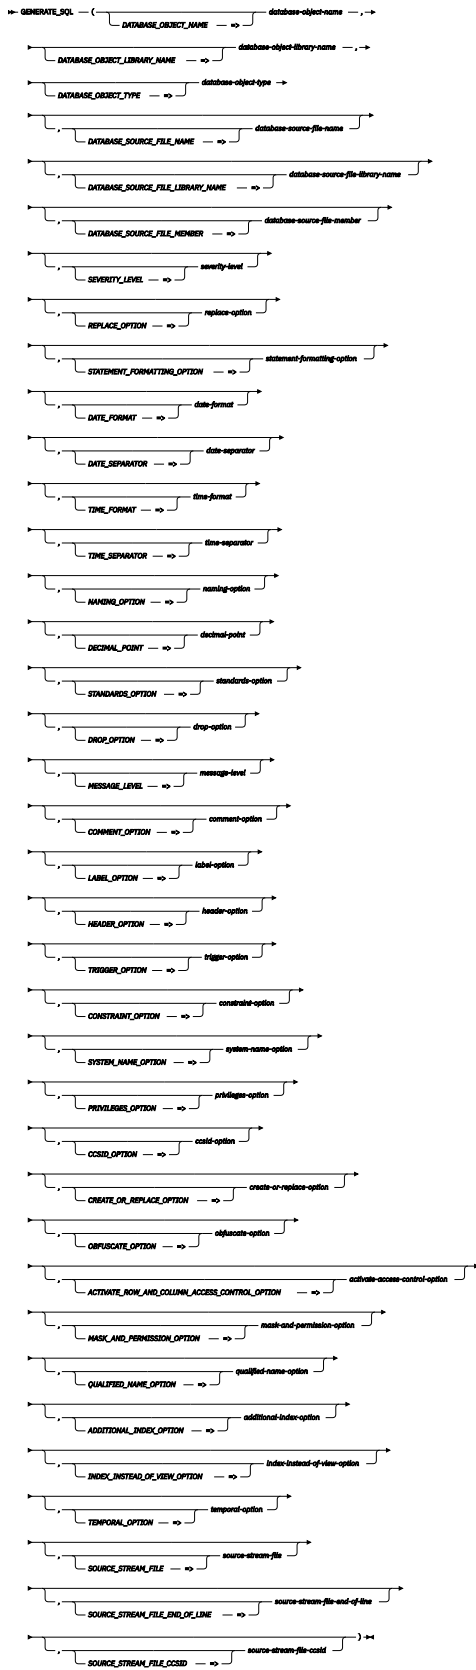 GENERATE_SQL ( database-object-name ,
DATABASE_OBJECT_NAME =>
database-object-library-name ,
DATABASE_OBJECT_LIBRARY_NAME =>
database-object-type
DATABASE_OBJECT_TYPE =>
, database-source-file-name
DATABASE_SOURCE_FILE_NAME =>
, database-source-file-library-name
DATABASE_SOURCE_FILE_LIBRARY_NAME =>
, database-source-file-member
DATABASE_SOURCE_FILE_MEMBER =>
, severity-level
SEVERITY_LEVEL =>
, replace-option
REPLACE_OPTION =>
, statement-formatting-option
STATEMENT_FORMATTING_OPTION =>
, date-format
DATE_FORMAT =>
, date-separator
DATE_SEPARATOR =>
, time-format
TIME_FORMAT =>
, time-separator
TIME_SEPARATOR =>
, naming-option
NAMING_OPTION =>
, decimal-point
DECIMAL_POINT =>
, standards-option
STANDARDS_OPTION =>
, drop-option
DROP_OPTION =>
, message-level
MESSAGE_LEVEL =>
, comment-option
COMMENT_OPTION =>
, label-option
LABEL_OPTION =>
, header-option
HEADER_OPTION =>
, trigger-option
TRIGGER_OPTION =>
, constraint-option
CONSTRAINT_OPTION =>
, system-name-option
SYSTEM_NAME_OPTION =>
, privileges-option
PRIVILEGES_OPTION =>
, ccsid-option
CCSID_OPTION =>
, create-or-replace-option
CREATE_OR_REPLACE_OPTION =>
, obfuscate-option
OBFUSCATE_OPTION =>
, activate-access-control-option
ACTIVATE_ROW_AND_COLUMN_ACCESS_CONTROL_OPTION =>
, mask-and-permission-option
MASK_AND_PERMISSION_OPTION =>
, qualified-name-option
QUALIFIED_NAME_OPTION =>
, additional-index-option
ADDITIONAL_INDEX_OPTION =>
, index-instead-of-view-option
INDEX_INSTEAD_OF_VIEW_OPTION =>
, temporal-option
TEMPORAL_OPTION =>
, source-stream-file
SOURCE_STREAM_FILE =>
, source-stream-file-end-of-line
SOURCE_STREAM_FILE_END_OF_LINE =>
, source-stream-file-ccsid )
SOURCE_STREAM_FILE_CCSID =>